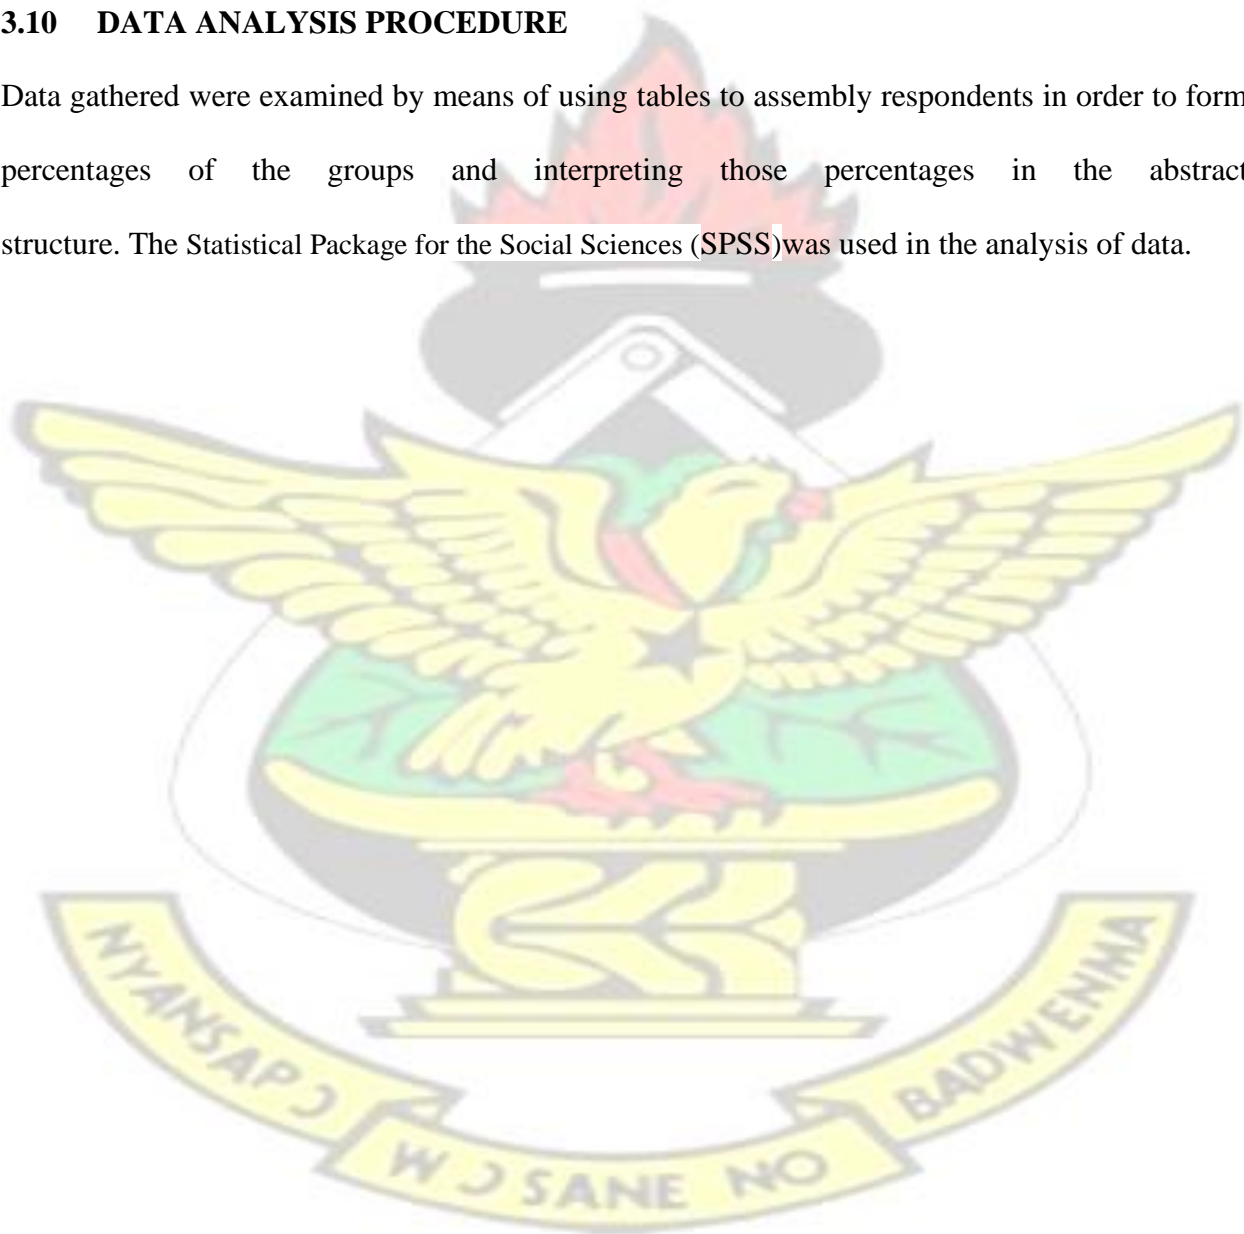 3.10 DATA ANALYSIS PROCEDURE
Data gathered were examined by means of using tables to assembly respondents in order to form
percentages of the groups and interpreting those percentages in the abstract
structure. The Statistical Package for the Social Sciences (SPSS)was used in the analysis of data.
NYANSAPƆ
WƆSANE NO
BADWENMA